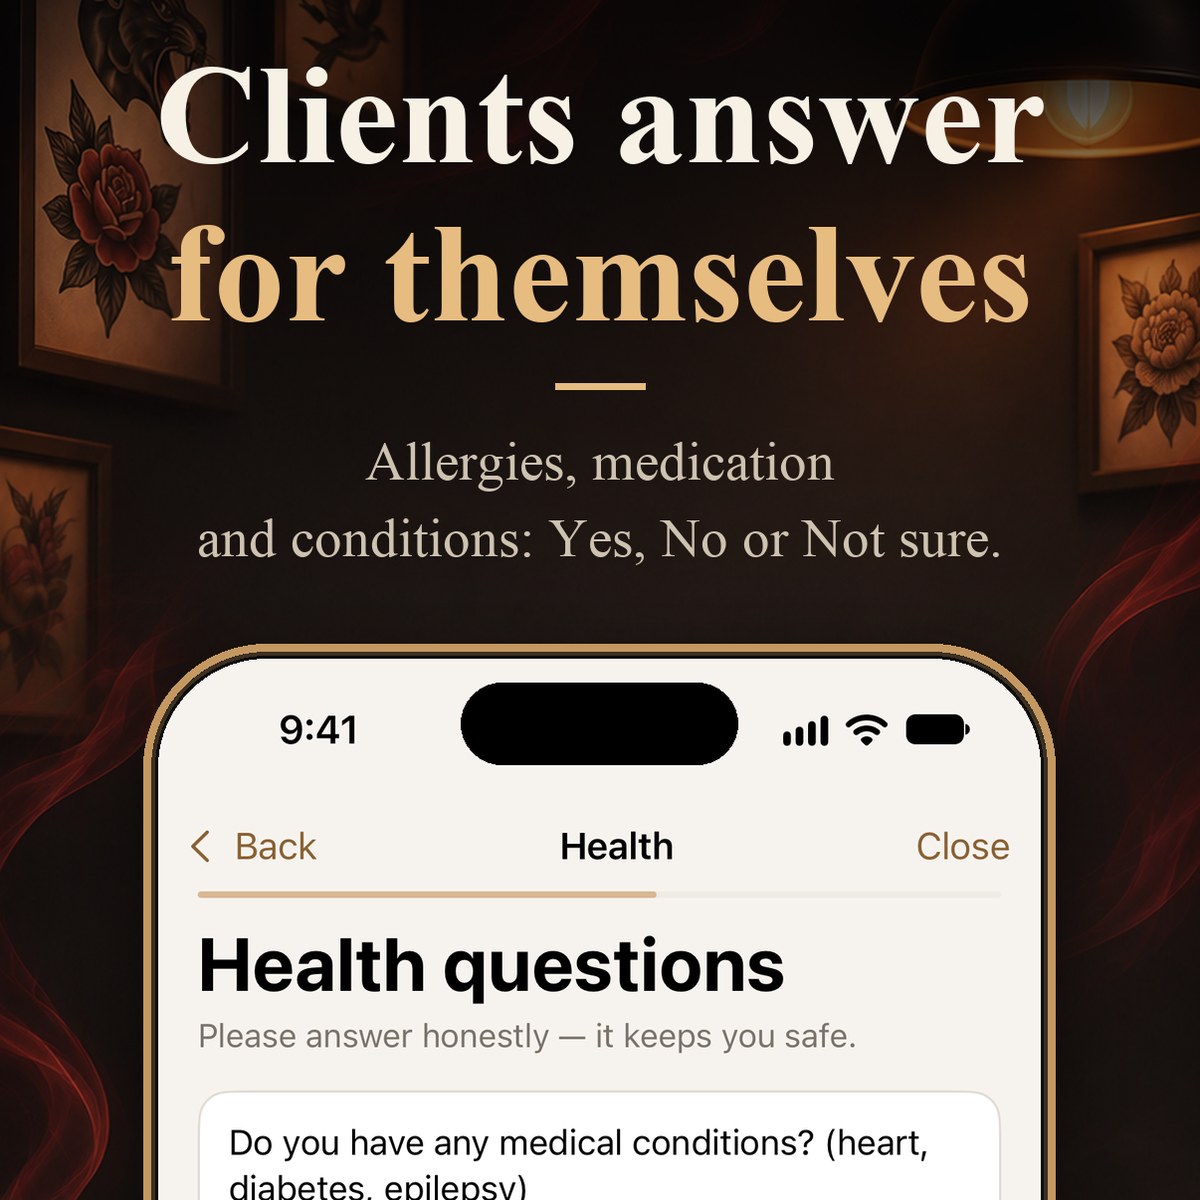 Clients answer
for themselves
Allergies, medication
and conditions: Yes, No or Not sure.
9:41
Back Health Close
Health questions
Please answer honestly — it keeps you safe.
Do you have any medical conditions? (heart,
diabetes, epilepsy)